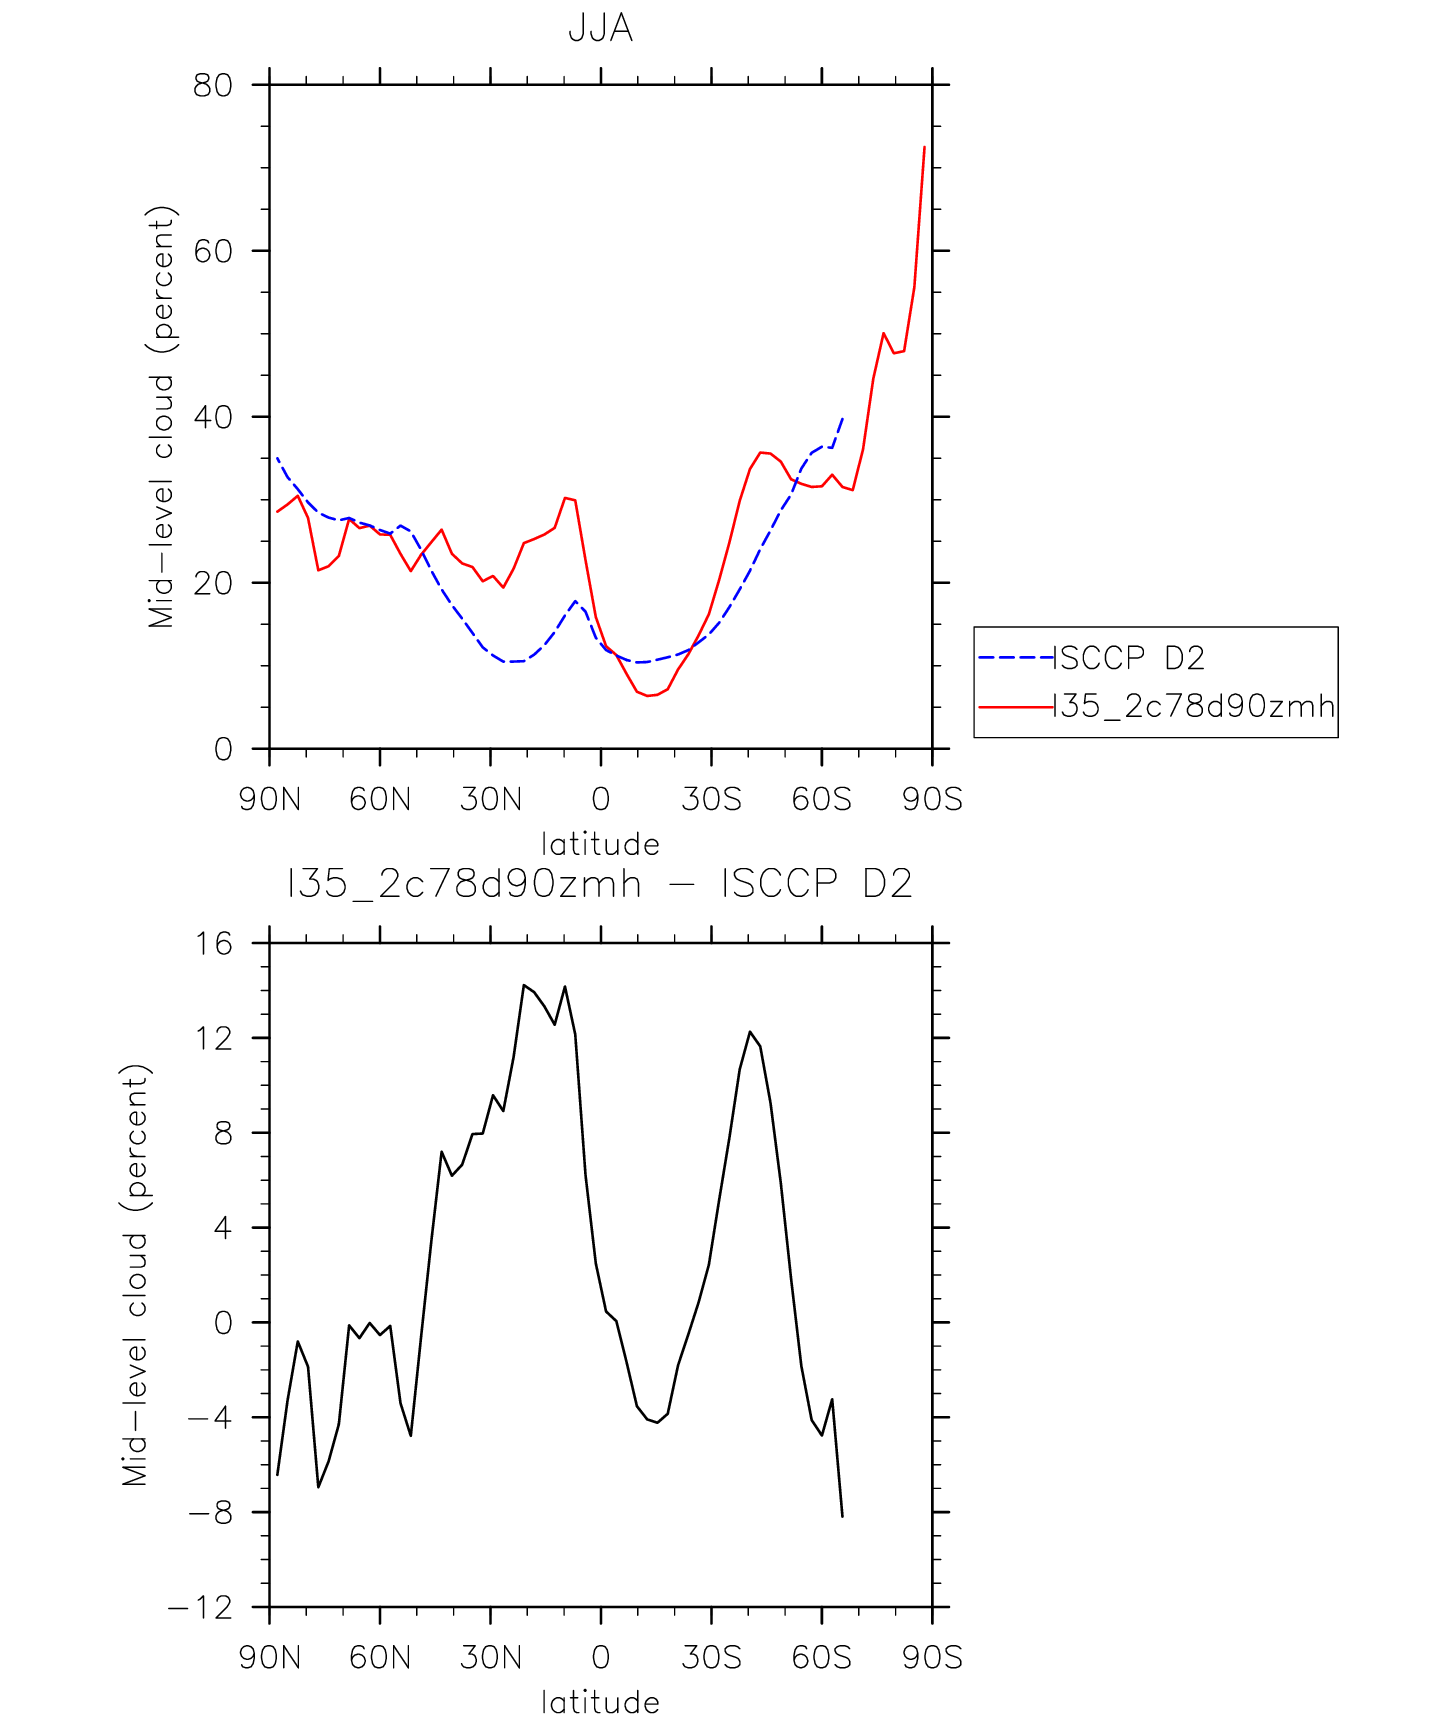 JJA
80
60
40
20
0
Mid-level cloud (percent)
90N 60N 30N 0 30S 60S 90S
latitude
ISCCP D2
I35_2c78d90zmh
I35_2c78d90zmh - ISCCP D2
16
12
8
4
0
-4
-8
-12
Mid-level cloud (percent)
90N 60N 30N 0 30S 60S 90S
latitude